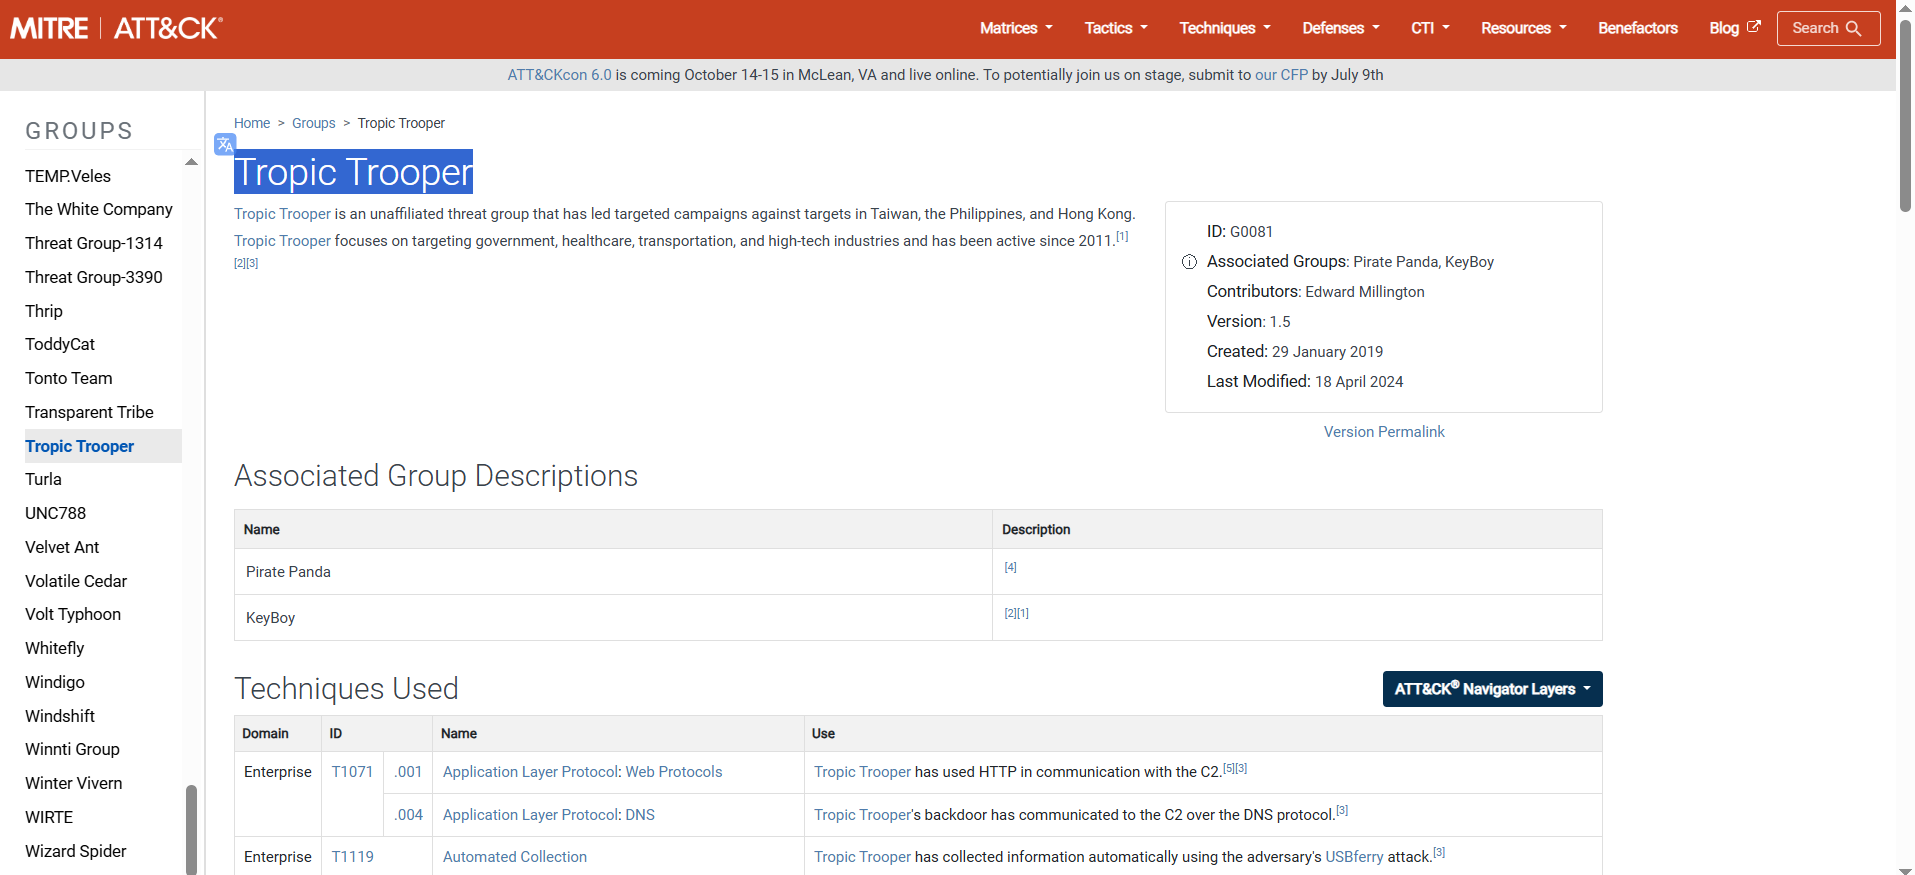 MITRE | ATT&CK®
Matrices
Tactics
Techniques
Defenses
CTI
Resources
Benefactors
Blog
Search
ATT&CKcon 6.0 is coming October 14-15 in McLean, VA and live online. To potentially join us on stage, submit to our CFP by July 9th
GROUPS
TEMP.Veles
The White Company
Threat Group-1314
Threat Group-3390
Thrip
ToddyCat
Tonto Team
Transparent Tribe
Tropic Trooper
Turla
UNC788
Velvet Ant
Volatile Cedar
Volt Typhoon
Whitefly
Windigo
Windshift
Winnti Group
Winter Vivern
WIRTE
Wizard Spider
Home > Groups > Tropic Trooper
Tropic Trooper
Tropic Trooper is an unaffiliated threat group that has led targeted campaigns against targets in Taiwan, the Philippines, and Hong Kong.
Tropic Trooper focuses on targeting government, healthcare, transportation, and high-tech industries and has been active since 2011.[1]
[2][3]
ID: G0081
Associated Groups: Pirate Panda, KeyBoy
Contributors: Edward Millington
Version: 1.5
Created: 29 January 2019
Last Modified: 18 April 2024
Version Permalink
Associated Group Descriptions
Name Description
Pirate Panda [4]
KeyBoy [2][1]
Techniques Used
ATT&CK® Navigator Layers
Domain ID Name Use
Enterprise T1071 .001 Application Layer Protocol: Web Protocols Tropic Trooper has used HTTP in communication with the C2.[5][3]
.004 Application Layer Protocol: DNS Tropic Trooper's backdoor has communicated to the C2 over the DNS protocol.[3]
Enterprise T1119 Automated Collection Tropic Trooper has collected information automatically using the adversary's USBferry attack.[3]